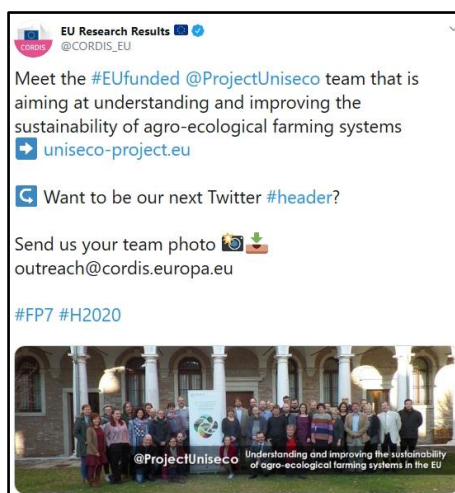 EU Research Results
CORDIS
@CORDIS_EU
Meet the #EUfunded @ProjectUniseco team that is
aiming at understanding and improving the
sustainability of agro-ecological farming systems
uniseco-project.eu
Want to be our next Twitter #header?
Send us your team photo
outreach@cordis.europa.eu
#FP7 #H2020
@ProjectUniseco
Understanding and improving the sustainability
of agro-ecological farming systems in the EU